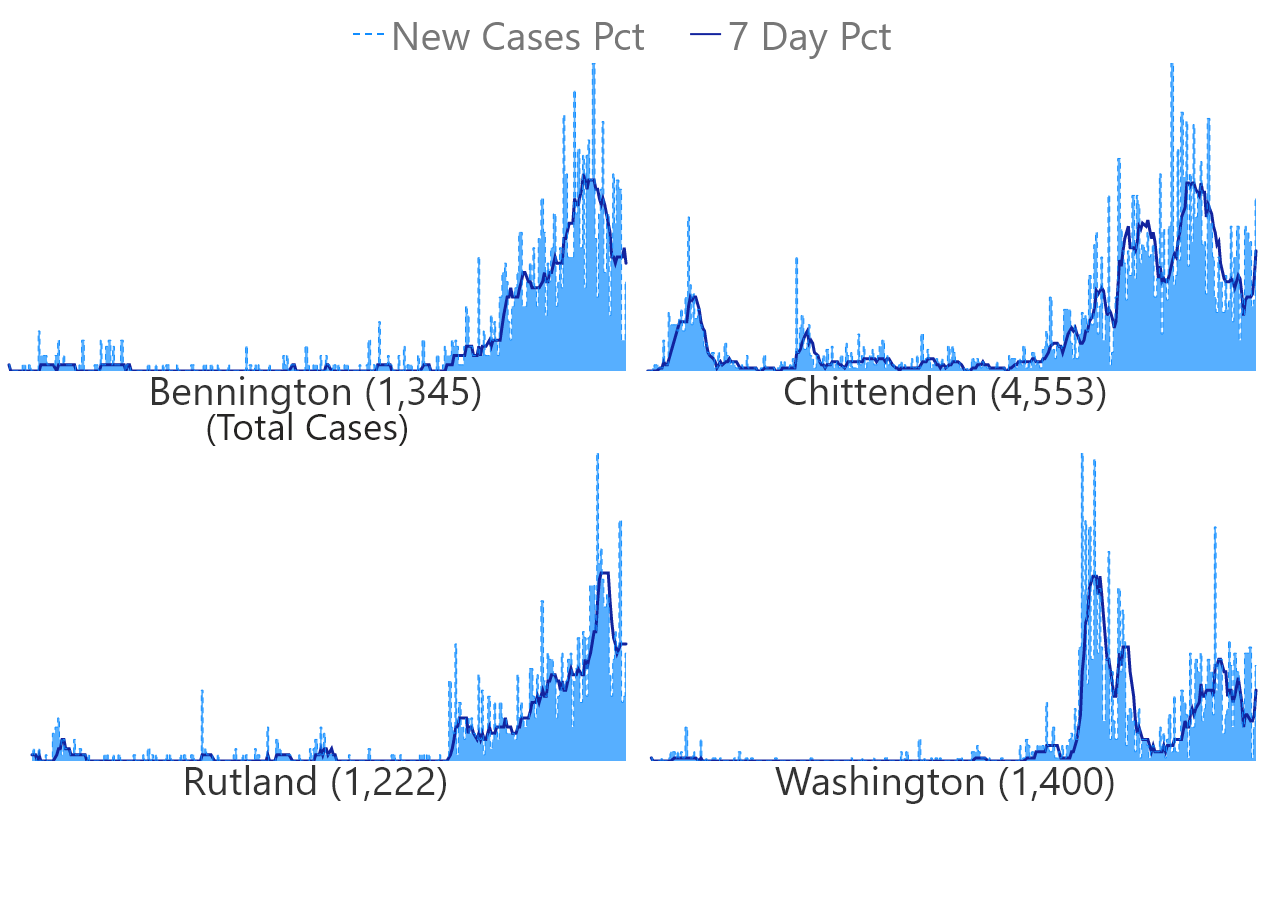 New Cases Pct 7 Day Pct
Bennington (1,345)
(Total Cases)
Chittenden (4,553)
Rutland (1,222)
Washington (1,400)